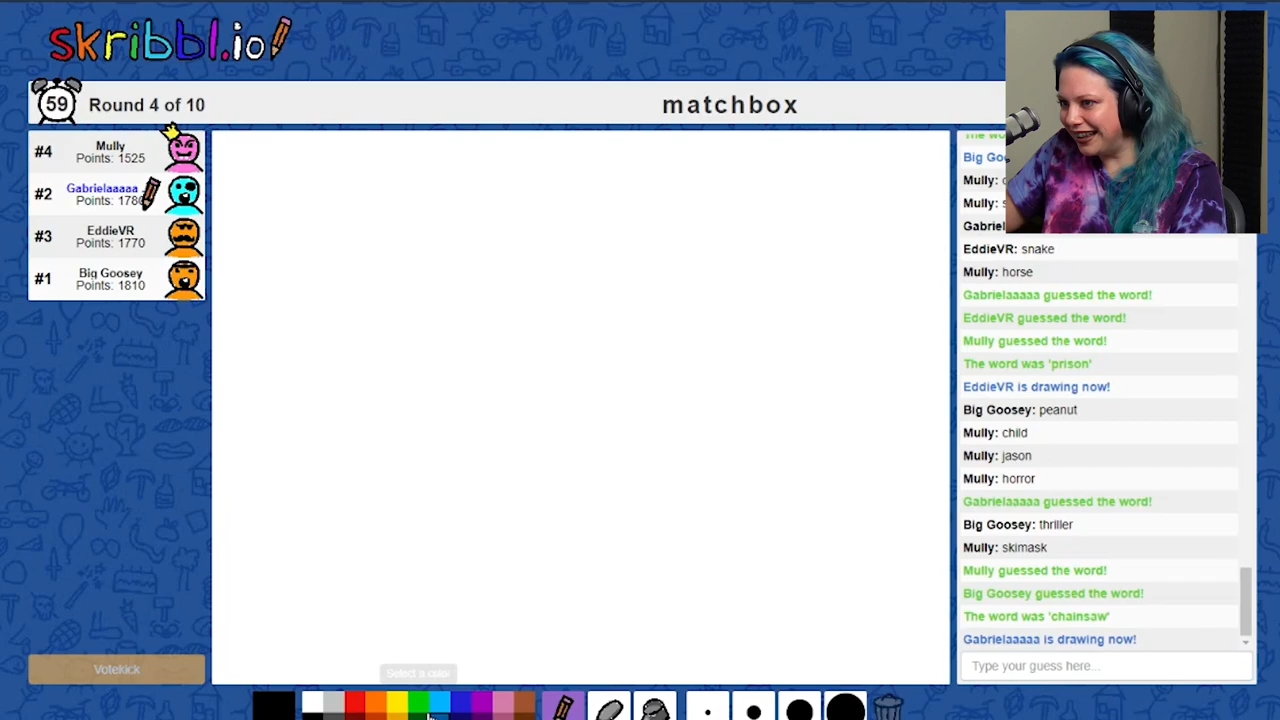 skribbl.io
59
Round 4 of 10
matchbox
#4
Mully
Points: 1525
#2
Gabrielaaaaa
Points: 1780
#3
EddieVR
Points: 1770
#1
Big Goosey
Points: 1810
Votekick
Select a color
Big
Mully:
Mully:
EddieVR: snake
Mully: horse
Gabrielaaaaa guessed the word!
EddieVR guessed the word!
Mully guessed the word!
The word was 'prison'
EddieVR is drawing now!
Big Goosey: peanut
Mully: child
Mully: jason
Mully: horror
Gabrielaaaaa guessed the word!
Big Goosey: thriller
Mully: skimask
Mully guessed the word!
Big Goosey guessed the word!
The word was 'chainsaw'
Gabrielaaaaa is drawing now!
Type your guess here...